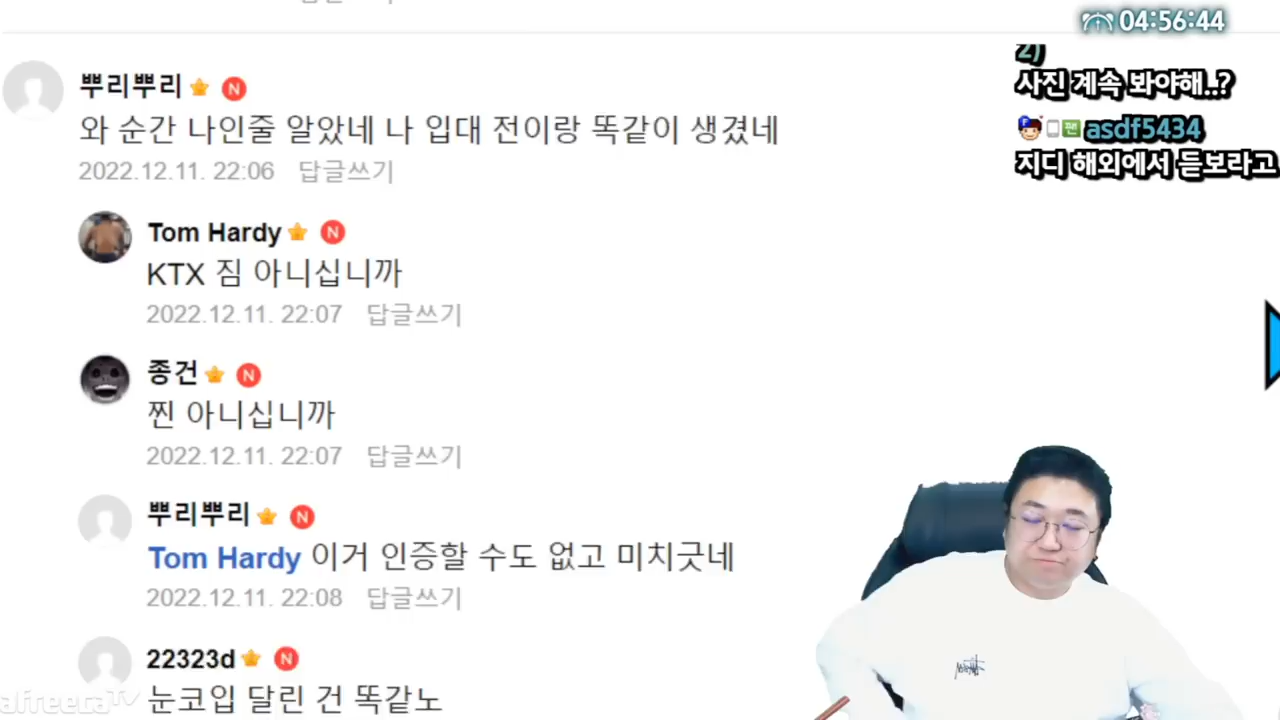 04:56:44
2)
사진 계속 봐야해..?
팬 asdf5434
지디 해외에서 듣보라고
뿌리뿌리 N
와 순간 나인줄 알았네 나 입대 전이랑 똑같이 생겼네
2022.12.11. 22:06 답글쓰기
Tom Hardy N
KTX 짐 아니십니까
2022.12.11. 22:07 답글쓰기
종건 N
찐 아니십니까
2022.12.11. 22:07 답글쓰기
뿌리뿌리 N
Tom Hardy 이거 인증할 수도 없고 미치긋네
2022.12.11. 22:08 답글쓰기
22323d N
눈코입 달린 건 똑같노
afreecaTV